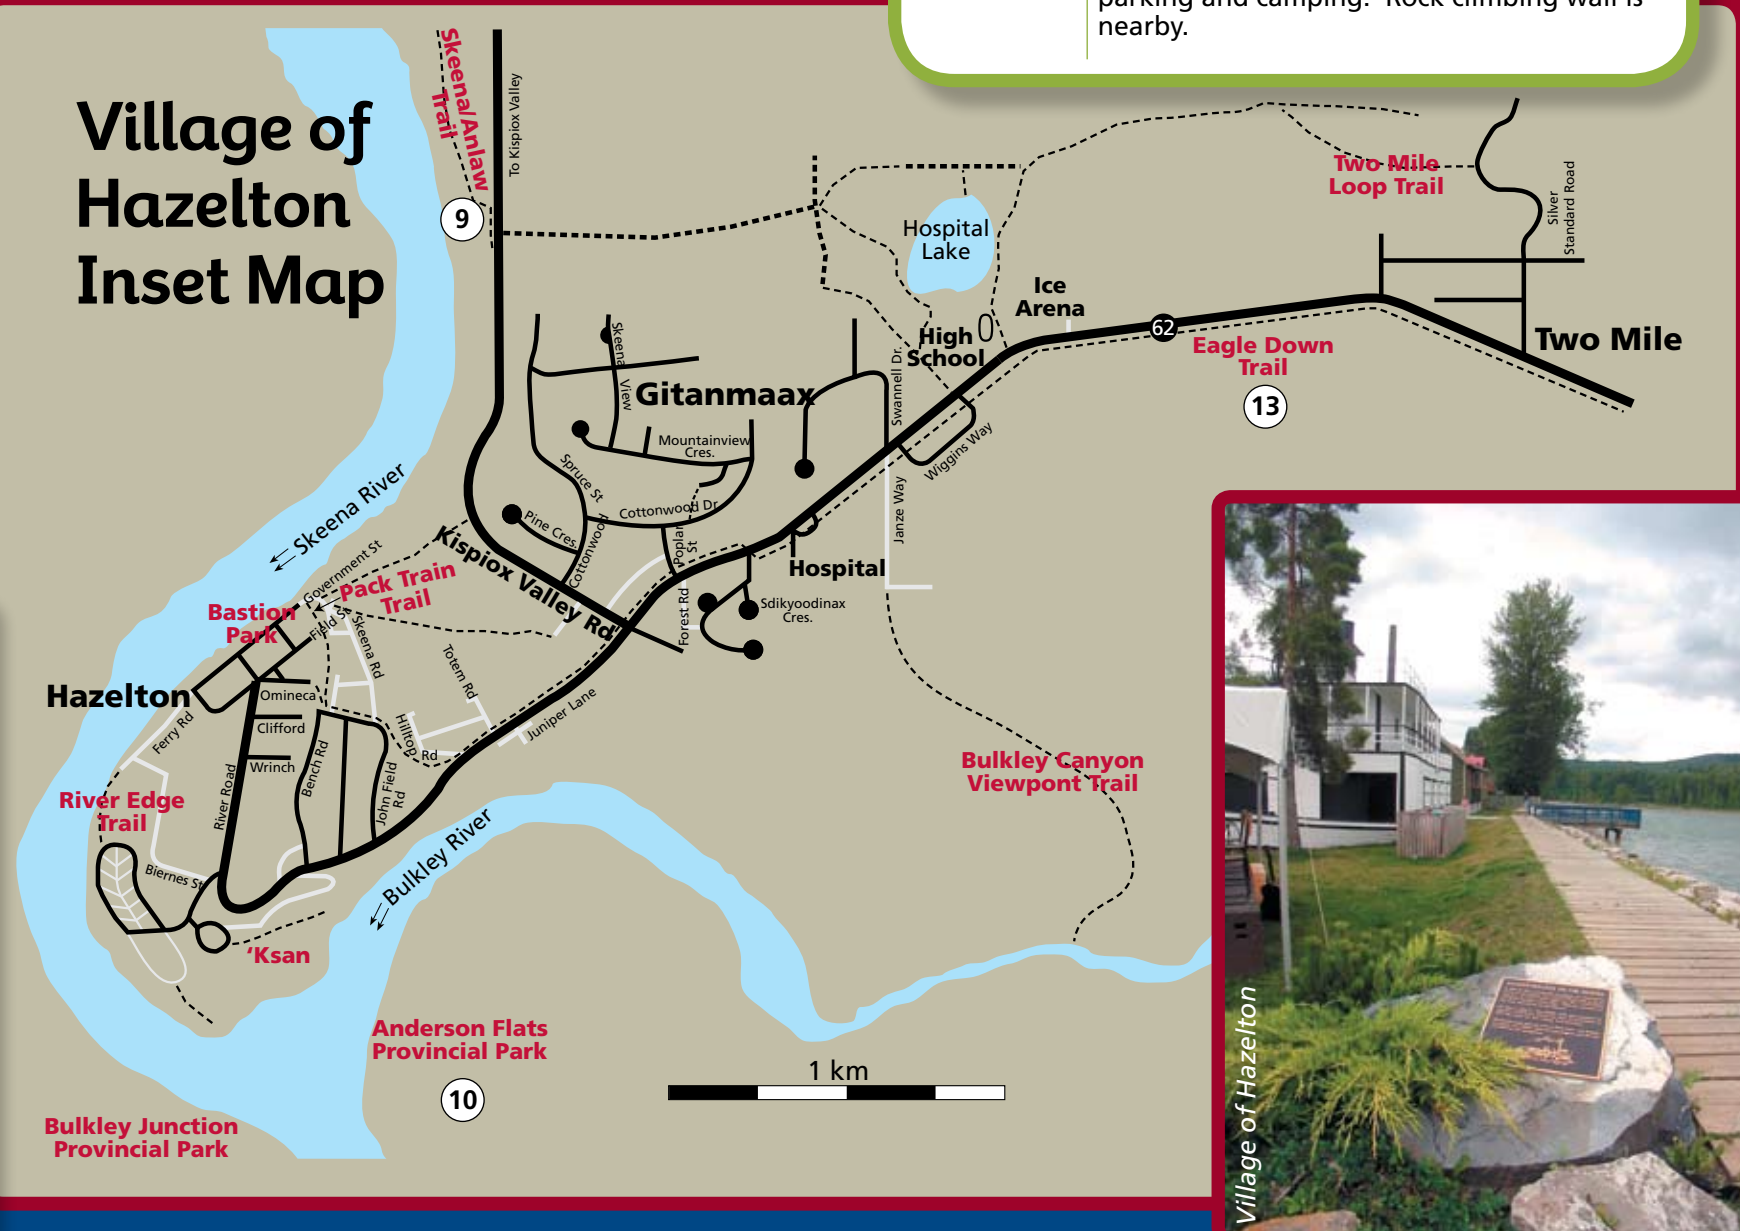 parking and camping. Rock climbing wall is
nearby.
Village of
Hazelton
Inset Map
Skeena/Anlaw
Trail
To Kispiox Valley
9
Hospital
Lake
Two Mile
Loop Trail
Silver
Standard Road
Ice
Arena
High
School
62
Eagle Down
Trail
13
Two Mile
Skeena
View
Gitanmaax
Swannell Dr.
Mountainview
Cres.
Wiggins Way
Spruce St
Cottonwood Dr
Pine Cres.
Cottonwood
Poplar
St
Janze Way
Skeena River
Kispiox Valley Rd
Hospital
Government St
Pack Train
Trail
Bastion
Park
Field St
Skeena Rd
Forest Rd
Sdikyoodinax
Cres.
Totem Rd
Hazelton
Omineca
Clifford
Wrinch
Ferry Rd
River Road
Bench Rd
John Field
Rd
Hilltop
Rd
Juniper Lane
River Edge
Trail
Biernes St
Bulkley River
Bulkley Canyon
Viewpont Trail
‘Ksan
Anderson Flats
Provincial Park
10
1 km
Bulkley Junction
Provincial Park
Village of Hazelton